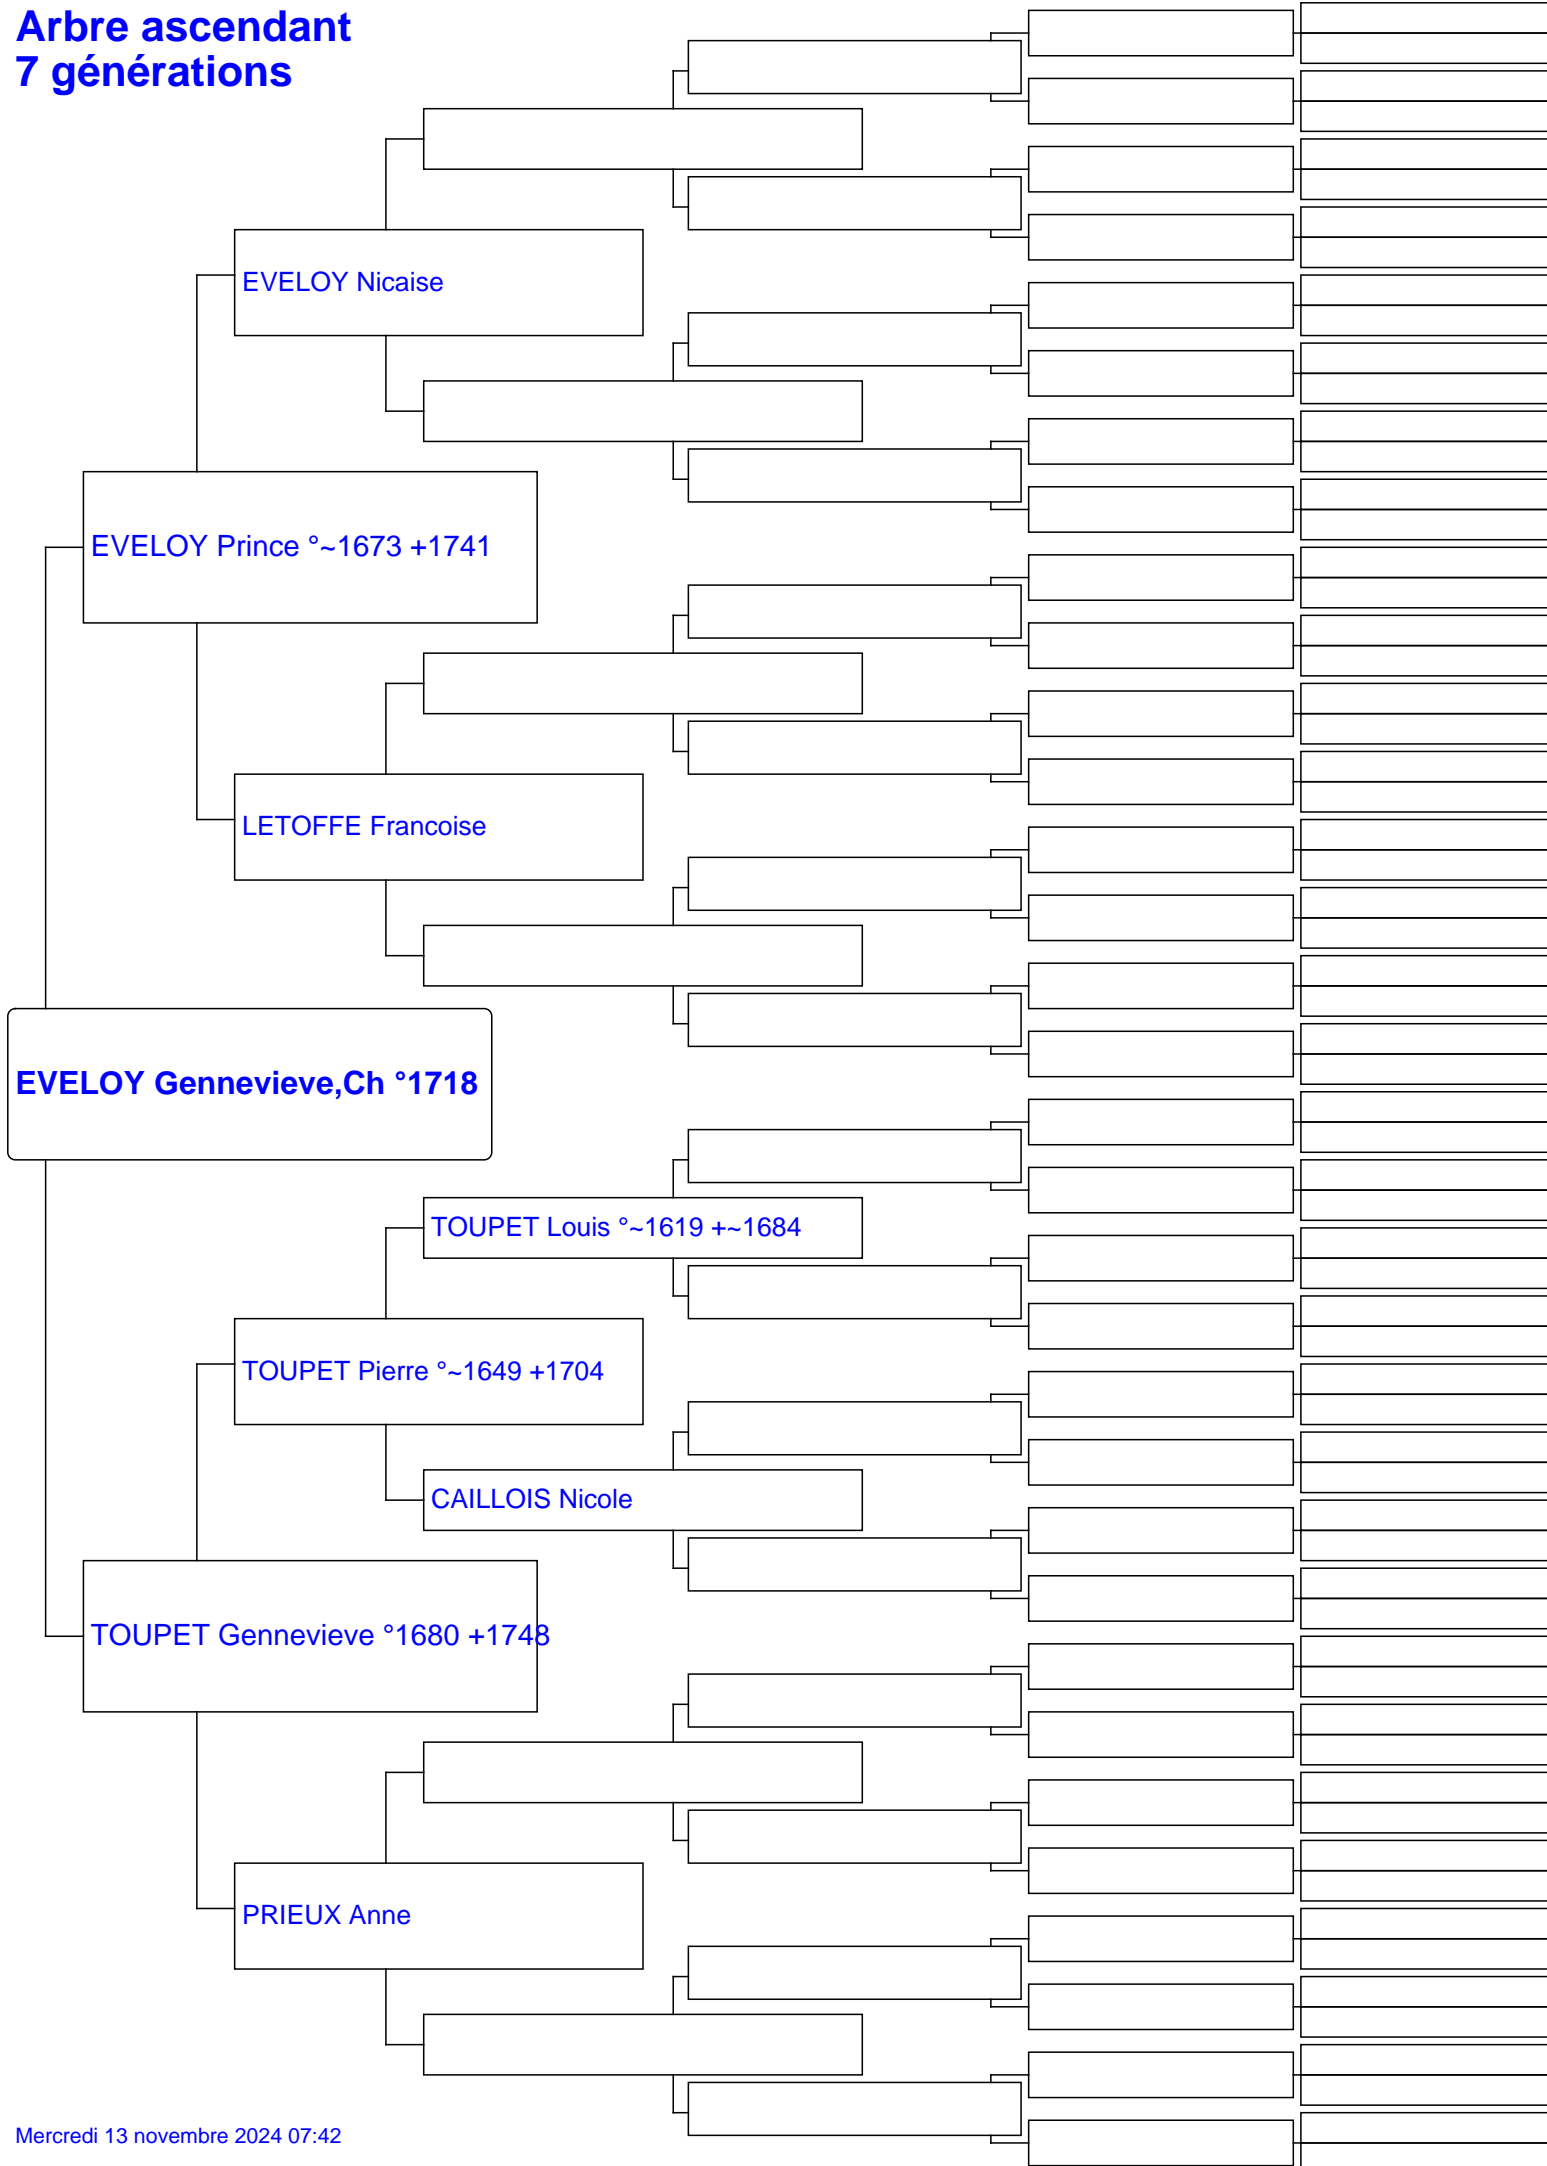 Arbre ascendant
7 générations
EVELOY Nicaise
EVELOY Prince °~1673 +1741
LETOFFE Francoise
EVELOY Gennevieve,Ch °1718
TOUPET Louis °~1619 +~1684
TOUPET Pierre °~1649 +1704
CAILLOIS Nicole
TOUPET Gennevieve °1680 +1748
PRIEUX Anne
Mercredi 13 novembre 2024 07:42